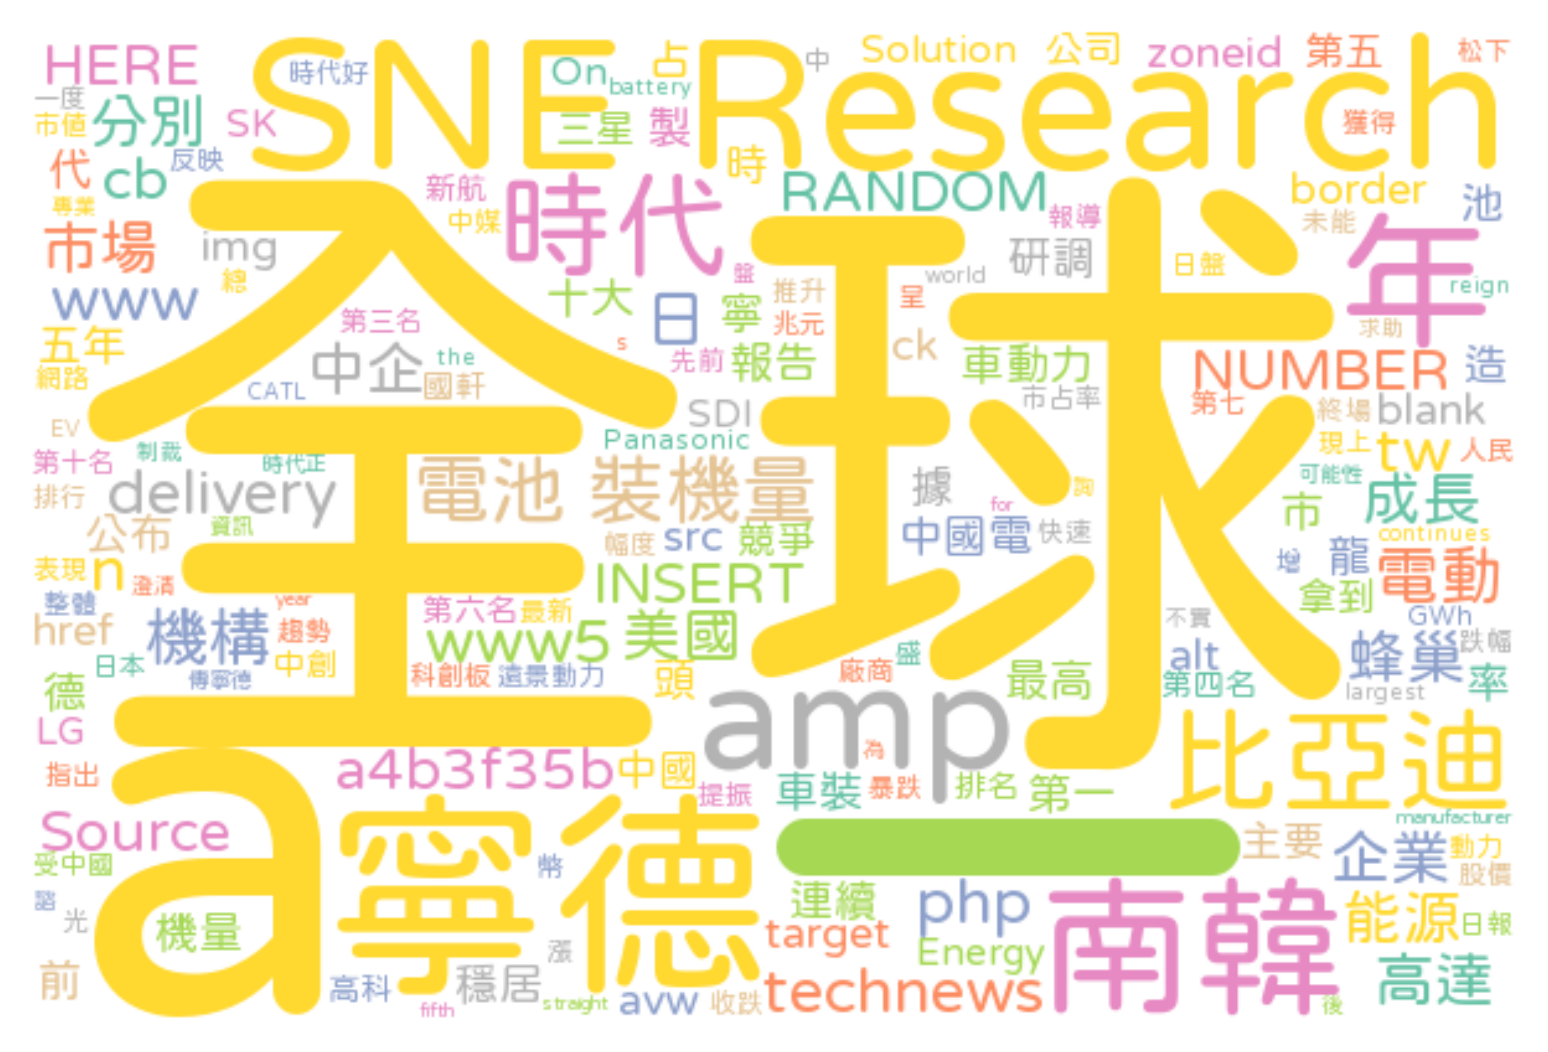 HERE 時代好 SNE Research On battery 占 中 Solution 公司 zoneid 第五 松下
一度 市值 分別 SK 三星 製 獲得
代 cb 反映 時 RANDOM border 池
專業 新航 中媒 時代 報導 未能 年
市場 img 總 盤 研調 日盤
www 十大 日 寧 推升 world 呈 reign
全球
五年 第三名 s 兆元 ck 求助
網路 中企 the 國軒 先前 報告 車動力 NUMBER 造
CATL SDI 市占率 第七 終場 blank
EV Panasonic 現上 tw 人民
第十名 制裁 時代正 電池 裝機量 據 可能性
排行 delivery for 詢 市 成長
公布 資訊 幅度 src 競爭 中國電 快速 continues
表現 n 澄清 INSERT 增 龍 電動
整體 year 第六名 最新 拿到 GWh
href 機構 趨勢 www5 美國 不實 蜂巢 跌幅
日本 中創 盛 alt
德 傳寧德 科創板 遠景動力 頭 廠商 最高 第四名 largest 率
LG amp 比亞迪
指出 a a4b3f35b 中國 提振 為 車裝 暴跌 排名 第一
Source manufacturer
受中國 寧德 幣 一 主要 企業 動力 股價
諮 光 機量 連續 php 南韓 能源 日報
漲 target Energy
前 高科 穩居 avw 收跌 technews 高達
fifth straight 後